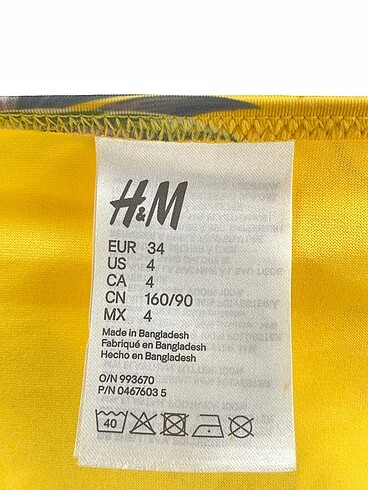 H&M
EUR 34
US 4
CA 4
CN 160/90
MX 4
Made in Bangladesh
Fabriqué en Bangladesh
Hecho en Bangladesh
O/N 993670
P/N 0467603 5
40